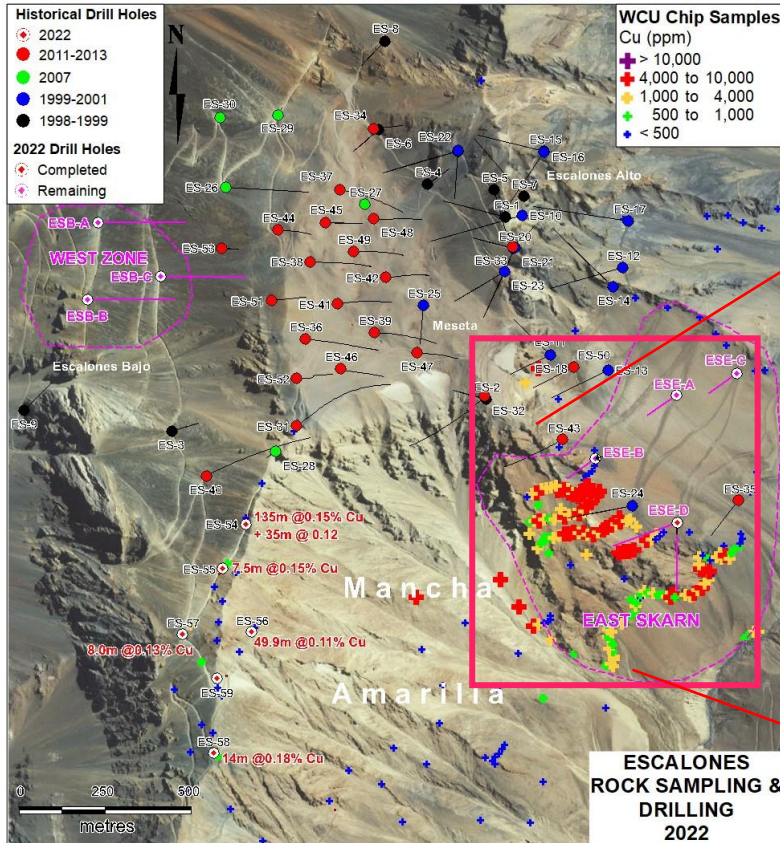 Historical Drill Holes
2022
2011-2013
2007
1999-2001
1998-1999
2022 Drill Holes
Completed
Remaining
N
WCU Chip Samples
Cu (ppm)
> 10,000
4,000 to 10,000
1,000 to 4,000
500 to 1,000
< 500
ES-8
ES-30
ES-29
ES-34
ES-6
ES-22
ES-15
ES-16
Escalones Alto
ES-26
ES-37
ES-27
ES-4
ES-5
ES-7
ES-1
ES-10
ES-17
ESB-A
WEST ZONE
ES-44
ES-45
ES-48
ES-53
ES-49
ES-20
ES-21
ES-38
ES-33
ES-12
ESB-C
ES-42
ES-23
ES-14
ESB-B
ES-51
ES-41
ES-25
Meseta
ES-36
ES-39
ES-47
ES-11
ES-50
Escalones Bajo
ES-46
ES-18
ES-13
ESE-C
ES-52
ESE-A
ES-2
ES-32
ES-9
ES-3
ES-31
ES-43
ES-28
ESE-B
ES-40
ES-24
ES-35
ESE-D
ES-54
135m @0.15% Cu
+ 35m @ 0.12
ES-55
7.5m @0.15% Cu
Mancha
ES-57
ES-56
EAST SKARN
8.0m @0.13% Cu
49.9m @0.11% Cu
ES-59
Amarilla
ES-58
14m @0.18% Cu
0 500
metres
ESCALONES
ROCK SAMPLING &
DRILLING
2022